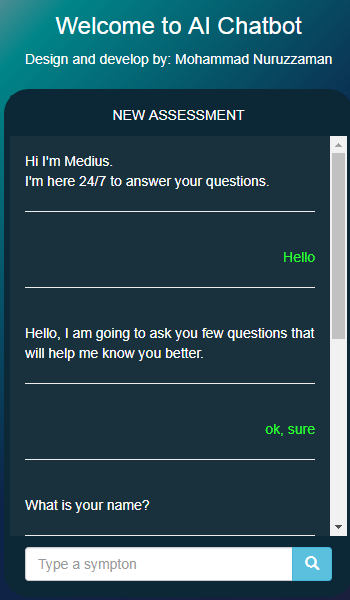 Welcome to AI Chatbot
Design and develop by: Mohammad Nuruzzaman
NEW ASSESSMENT
Hi I'm Medius.
I'm here 24/7 to answer your questions.
Hello
Hello, I am going to ask you few questions that
will help me know you better.
ok, sure
What is your name?
Type a sympton